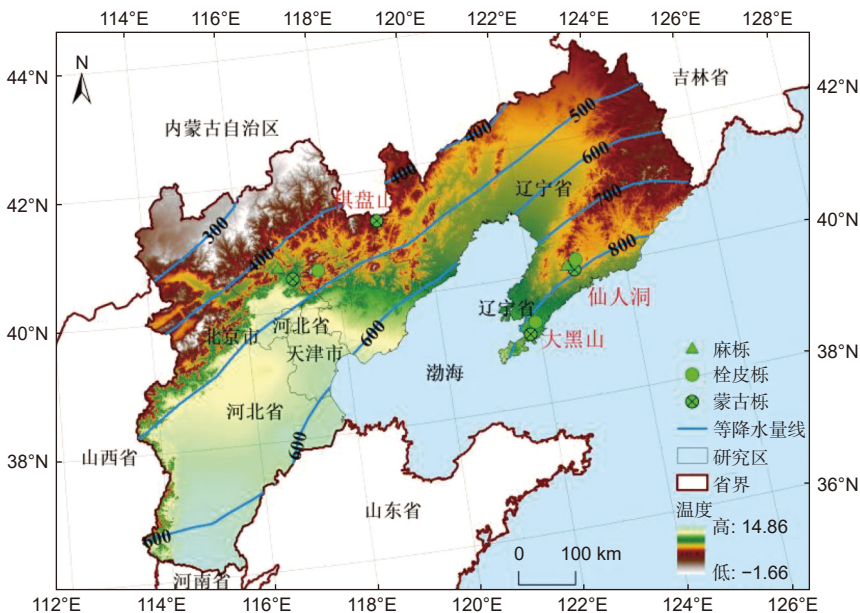 114°E 116°E 118°E 120°E 122°E 124°E 126°E 128°E
N
44°N
42°N
40°N
38°N
42°N
40°N
38°N
36°N
吉林省
内蒙古自治区
400
500
600
700
800
400
300
400
600
600
600
辽宁省
棋盘山
仙人洞
辽宁省
大黑山
北京市
河北省
天津市
渤海
河北省
山西省
山东省
河南省
麻栎
栓皮栎
蒙古栎
等降水量线
研究区
省界
温度
高: 14.86
低: −1.66
0 100 km
112°E 114°E 116°E 118°E 120°E 122°E 124°E 126°E